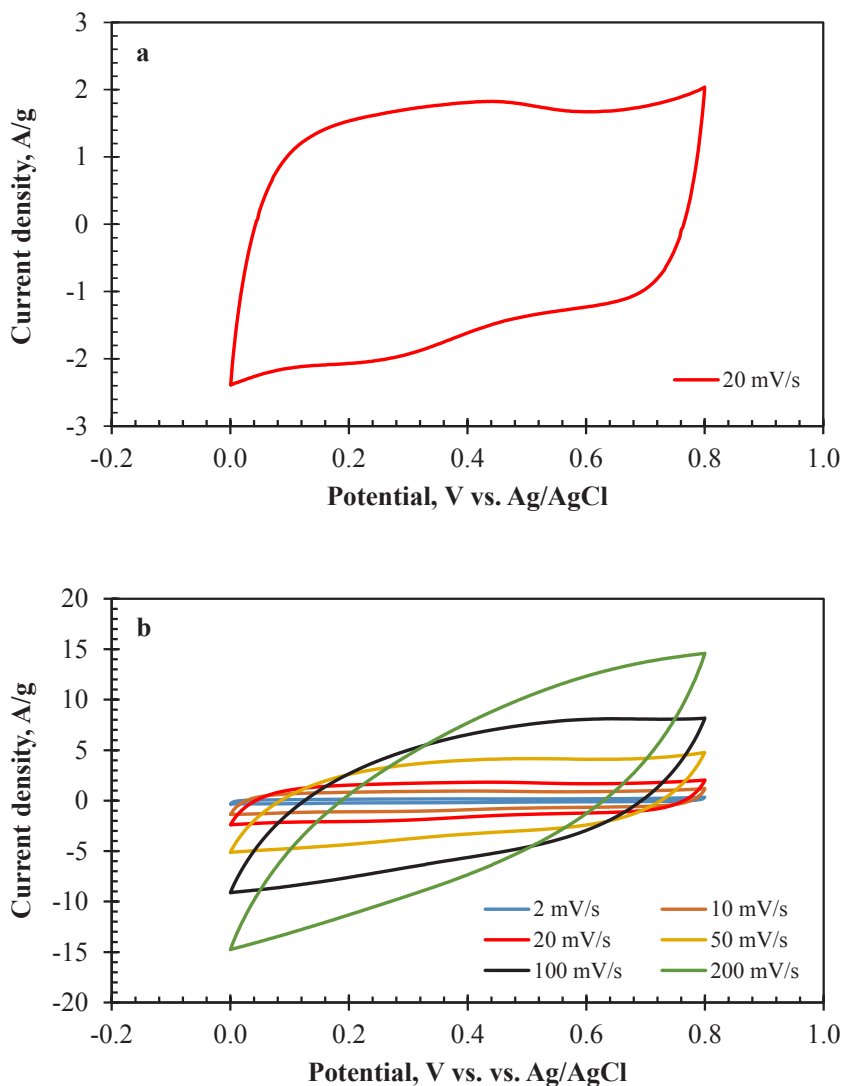 a
3
2
1
0
-1
-2
-3
Current density, A/g
20 mV/s
-0.2 0.0 0.2 0.4 0.6 0.8 1.0
Potential, V vs. Ag/AgCl
b
20
15
10
5
0
-5
-10
-15
-20
Current density, A/g
2 mV/s 10 mV/s
20 mV/s 50 mV/s
100 mV/s 200 mV/s
-0.2 0.0 0.2 0.4 0.6 0.8 1.0
Potential, V vs. vs. Ag/AgCl